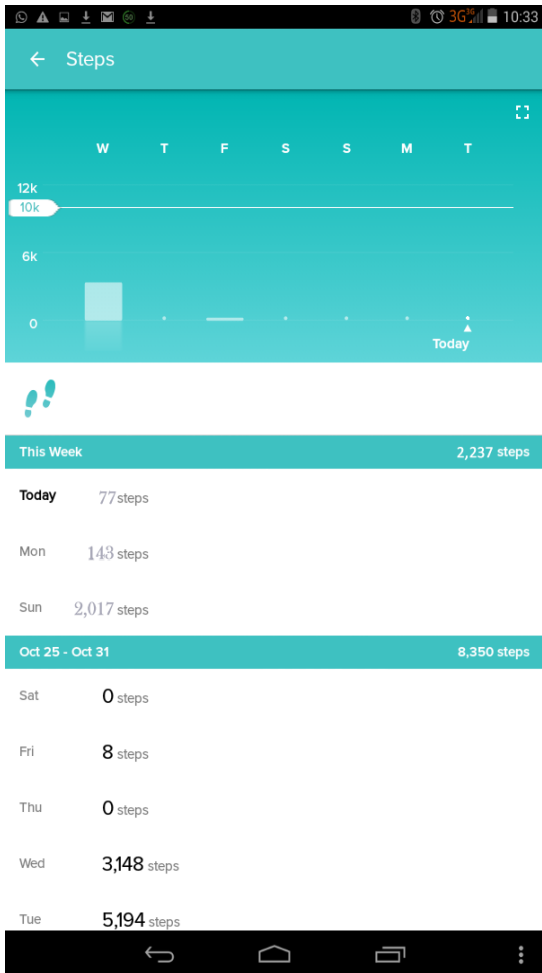 50
3G 3G 10:33
Steps
W T F S S M T
12k
10k
6k
0
Today
This Week 2,237 steps
Today 77 steps
Mon 143 steps
Sun 2,017 steps
Oct 25 - Oct 31 8,350 steps
Sat 0 steps
Fri 8 steps
Thu 0 steps
Wed 3,148 steps
Tue 5,194 steps